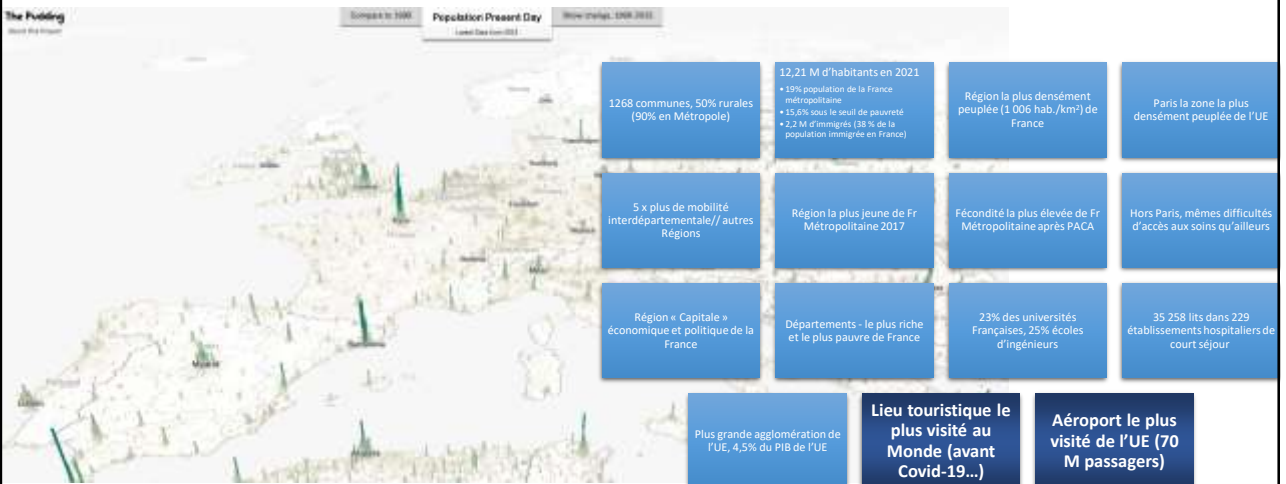 The Pudding
Compare to 1990
Population Present Day
Show change, 1990-2015
1268 communes, 50% rurales
(90% en Métropole)
12,21 M d’habitants en 2021
• 19% population de la France
métropolitaine
• 15,6% sous le seuil de pauvreté
• 2,2 M d’immigrés (38 % de la
population immigrée en France)
Région la plus densément
peuplée (1 006 hab./km²) de
France
Paris la zone la plus
densément peuplée de l’UE
5 x plus de mobilité
interdépartementale// autres
Régions
Région la plus jeune de Fr
Métropolitaine 2017
Fécondité la plus élevée de Fr
Métropolitaine après PACA
Hors Paris, mêmes difficultés
d’accès aux soins qu’ailleurs
Région « Capitale »
économique et politique de la
France
Départements - le plus riche
et le plus pauvre de France
23% des universités
Françaises, 25% écoles
d’ingénieurs
35 258 lits dans 229
établissements hospitaliers de
court séjour
Plus grande agglomération de
l’UE, 4,5% du PIB de l’UE
Lieu touristique le
plus visité au
Monde (avant
Covid-19…)
Aéroport le plus
visité de l’UE (70
M passagers)
Paris
Madrid
Barcelona
Portugal